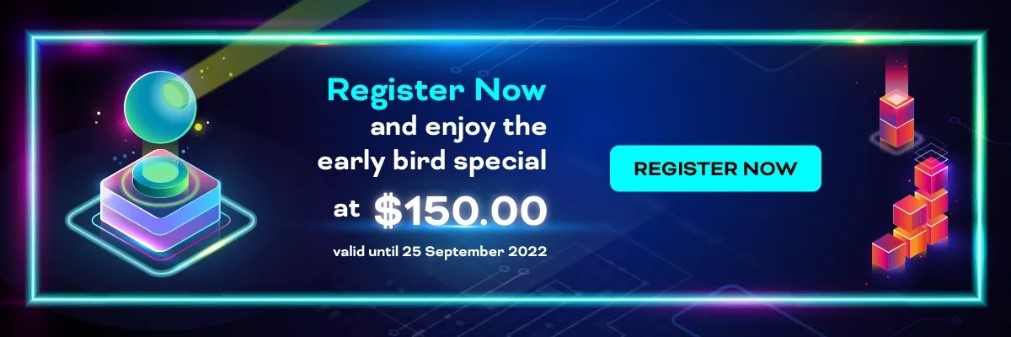 Register Now
and enjoy the
early bird special
at $150.00
valid until 25 September 2022
REGISTER NOW